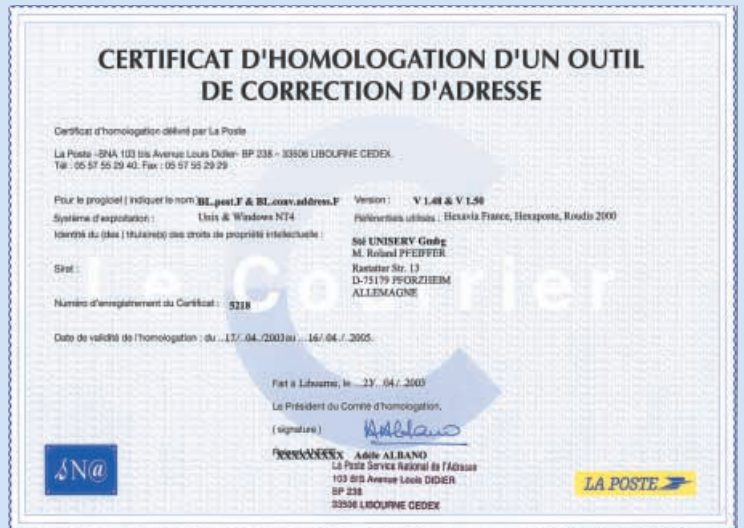 CERTIFICAT D'HOMOLOGATION D'UN OUTIL
DE CORRECTION D'ADRESSE
Certificat d'homologation délivré par La Poste
La Poste -SNA 103 bis Avenue Louis Didier- BP 238 - 33506 LIBOURNE CEDEX.
Tél : 05 57 55 29 40. Fax : 05 57 55 29 29
Pour le progiciel ( indiquer le nom) BL.post.F & BL.conv.address.F Version : V 1.48 & V 1.50
Système d'exploitation : Unix & Windows NT4 Référentiels utilisés : Hexavia France, Hexaposte, Roudis 2000
Identité du (des ) titulaire(s) des droits de propriété intellectuelle :
Sté UNISERV Gmbg
M. Roland PFEIFFER
Siret : Rastatter Str. 13
D-75179 PFORZHEIM
ALLEMAGNE
Le Courrier
Numéro d'enregistrement du Certificat : 5218
Date de validité de l'homologation : du ..17/..04../2003au ...16/.04./..2005.
Fait à Libourne, le ...23/...04./..2003
Le Président du Comité d'homologation,
( signature )
AAlbano
XXXXXXXXX Adèle ALBANO
La Poste Service National de l'Adresse
103 BIS Avenue Louis DIDIER
BP 238
33506 LIBOURNE CEDEX
SN@
LA POSTE